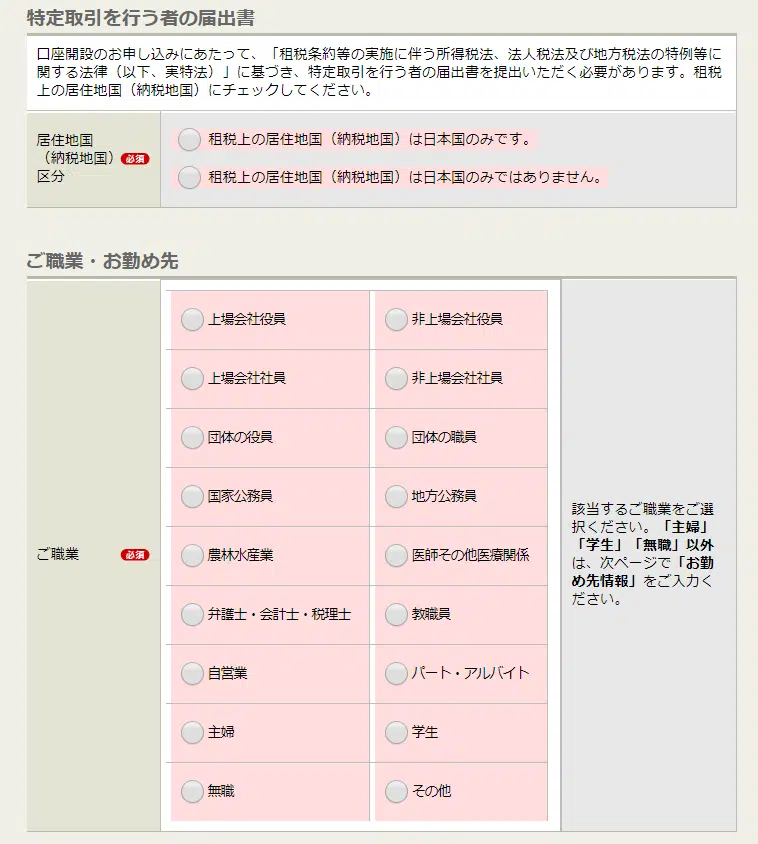 特定取引を行う者の届出書
口座開設のお申し込みにあたって、「租税条約等の実施に伴う所得税法、法人税法及び地方税法の特例等に
関する法律（以下、実特法）」に基づき、特定取引を行う者の届出書を提出いただく必要があります。租税
上の居住地国（納税地国）にチェックしてください。
居住地国
（納税地国） 必須
区分
租税上の居住地国（納税地国）は日本国のみです。
租税上の居住地国（納税地国）は日本国のみではありません。
ご職業・お勤め先
ご職業 必須
上場会社役員 非上場会社役員
上場会社社員 非上場会社社員
団体の役員 団体の職員
国家公務員 地方公務員
農林水産業 医師その他医療関係
弁護士・会計士・税理士 教職員
自営業 パート・アルバイト
主婦 学生
無職 その他
該当するご職業をご選
択ください。「主婦」
「学生」「無職」以外
は、次ページで「お勤
め先情報」をご入力く
ださい。